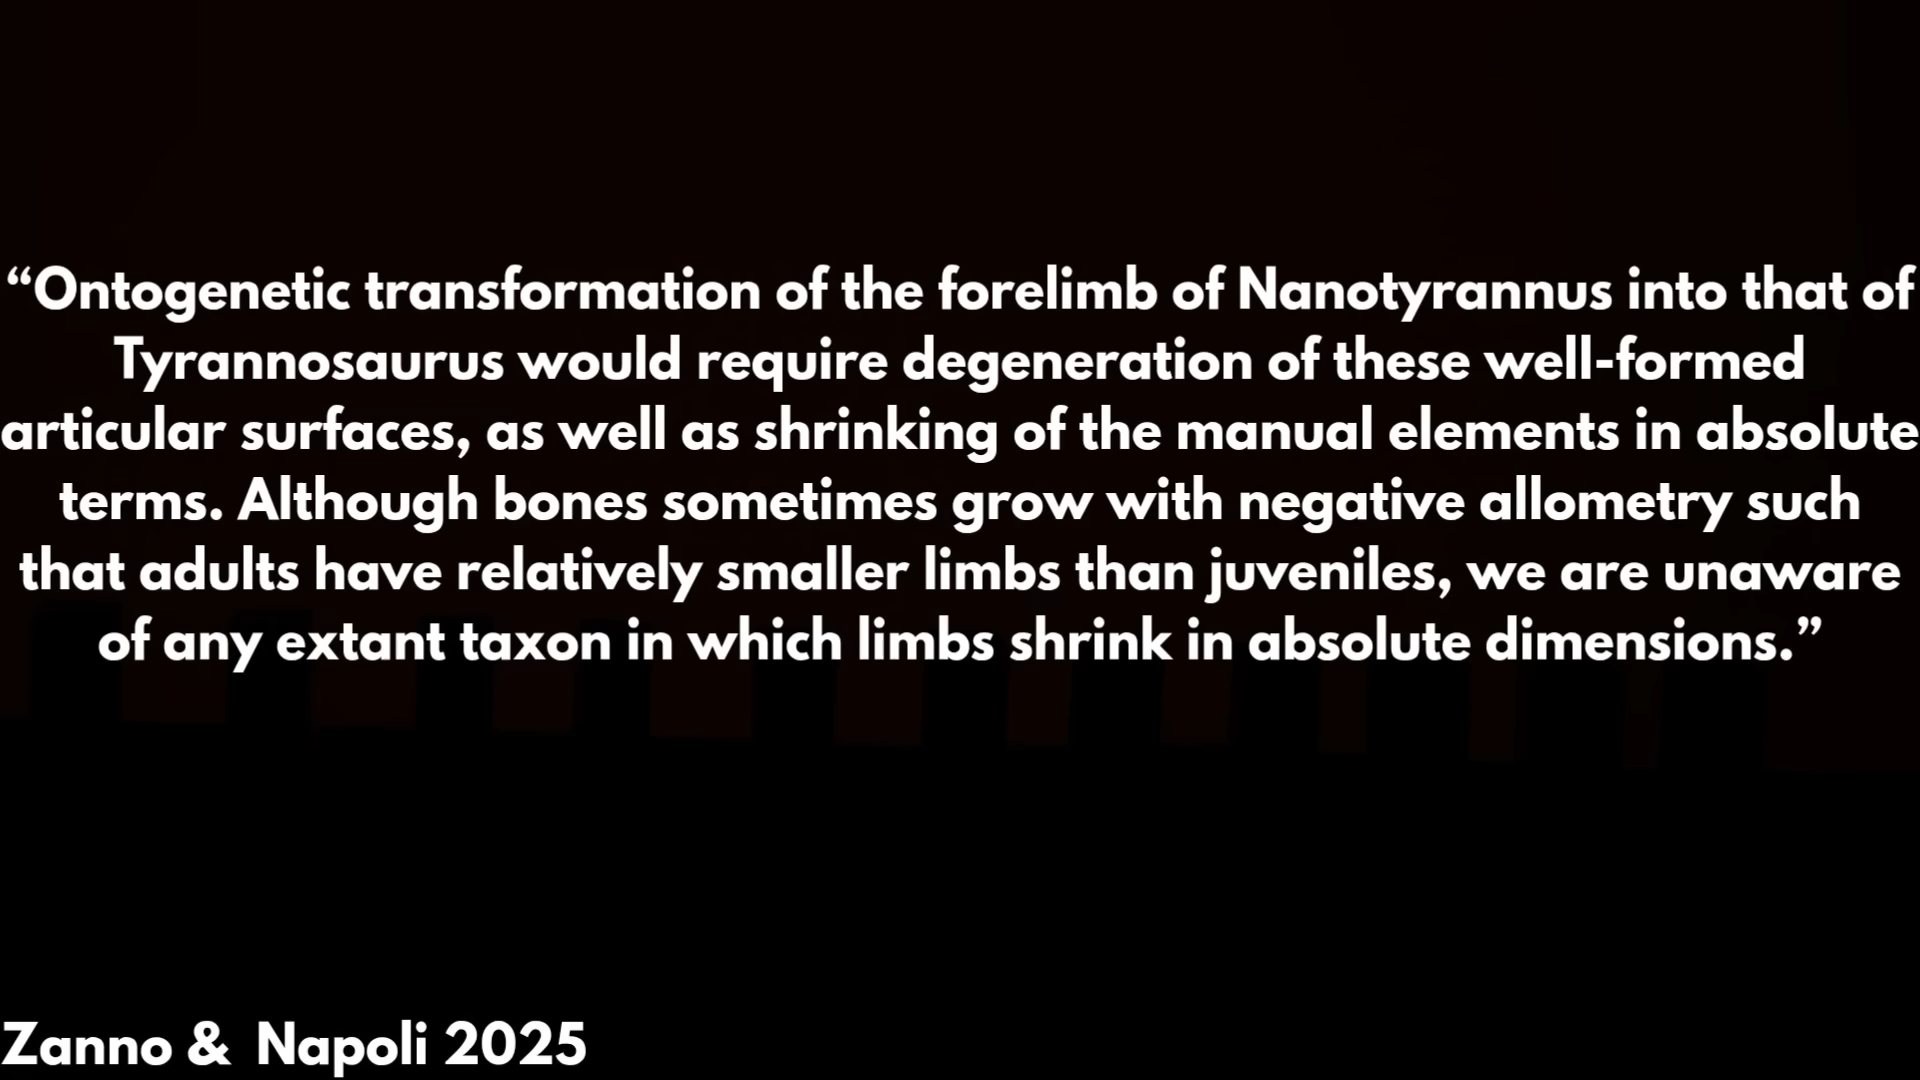 “Ontogenetic transformation of the forelimb of Nanotyrannus into that of
Tyrannosaurus would require degeneration of these well-formed
articular surfaces, as well as shrinking of the manual elements in absolute
terms. Although bones sometimes grow with negative allometry such
that adults have relatively smaller limbs than juveniles, we are unaware
of any extant taxon in which limbs shrink in absolute dimensions.”
Zanno &  Napoli 2025